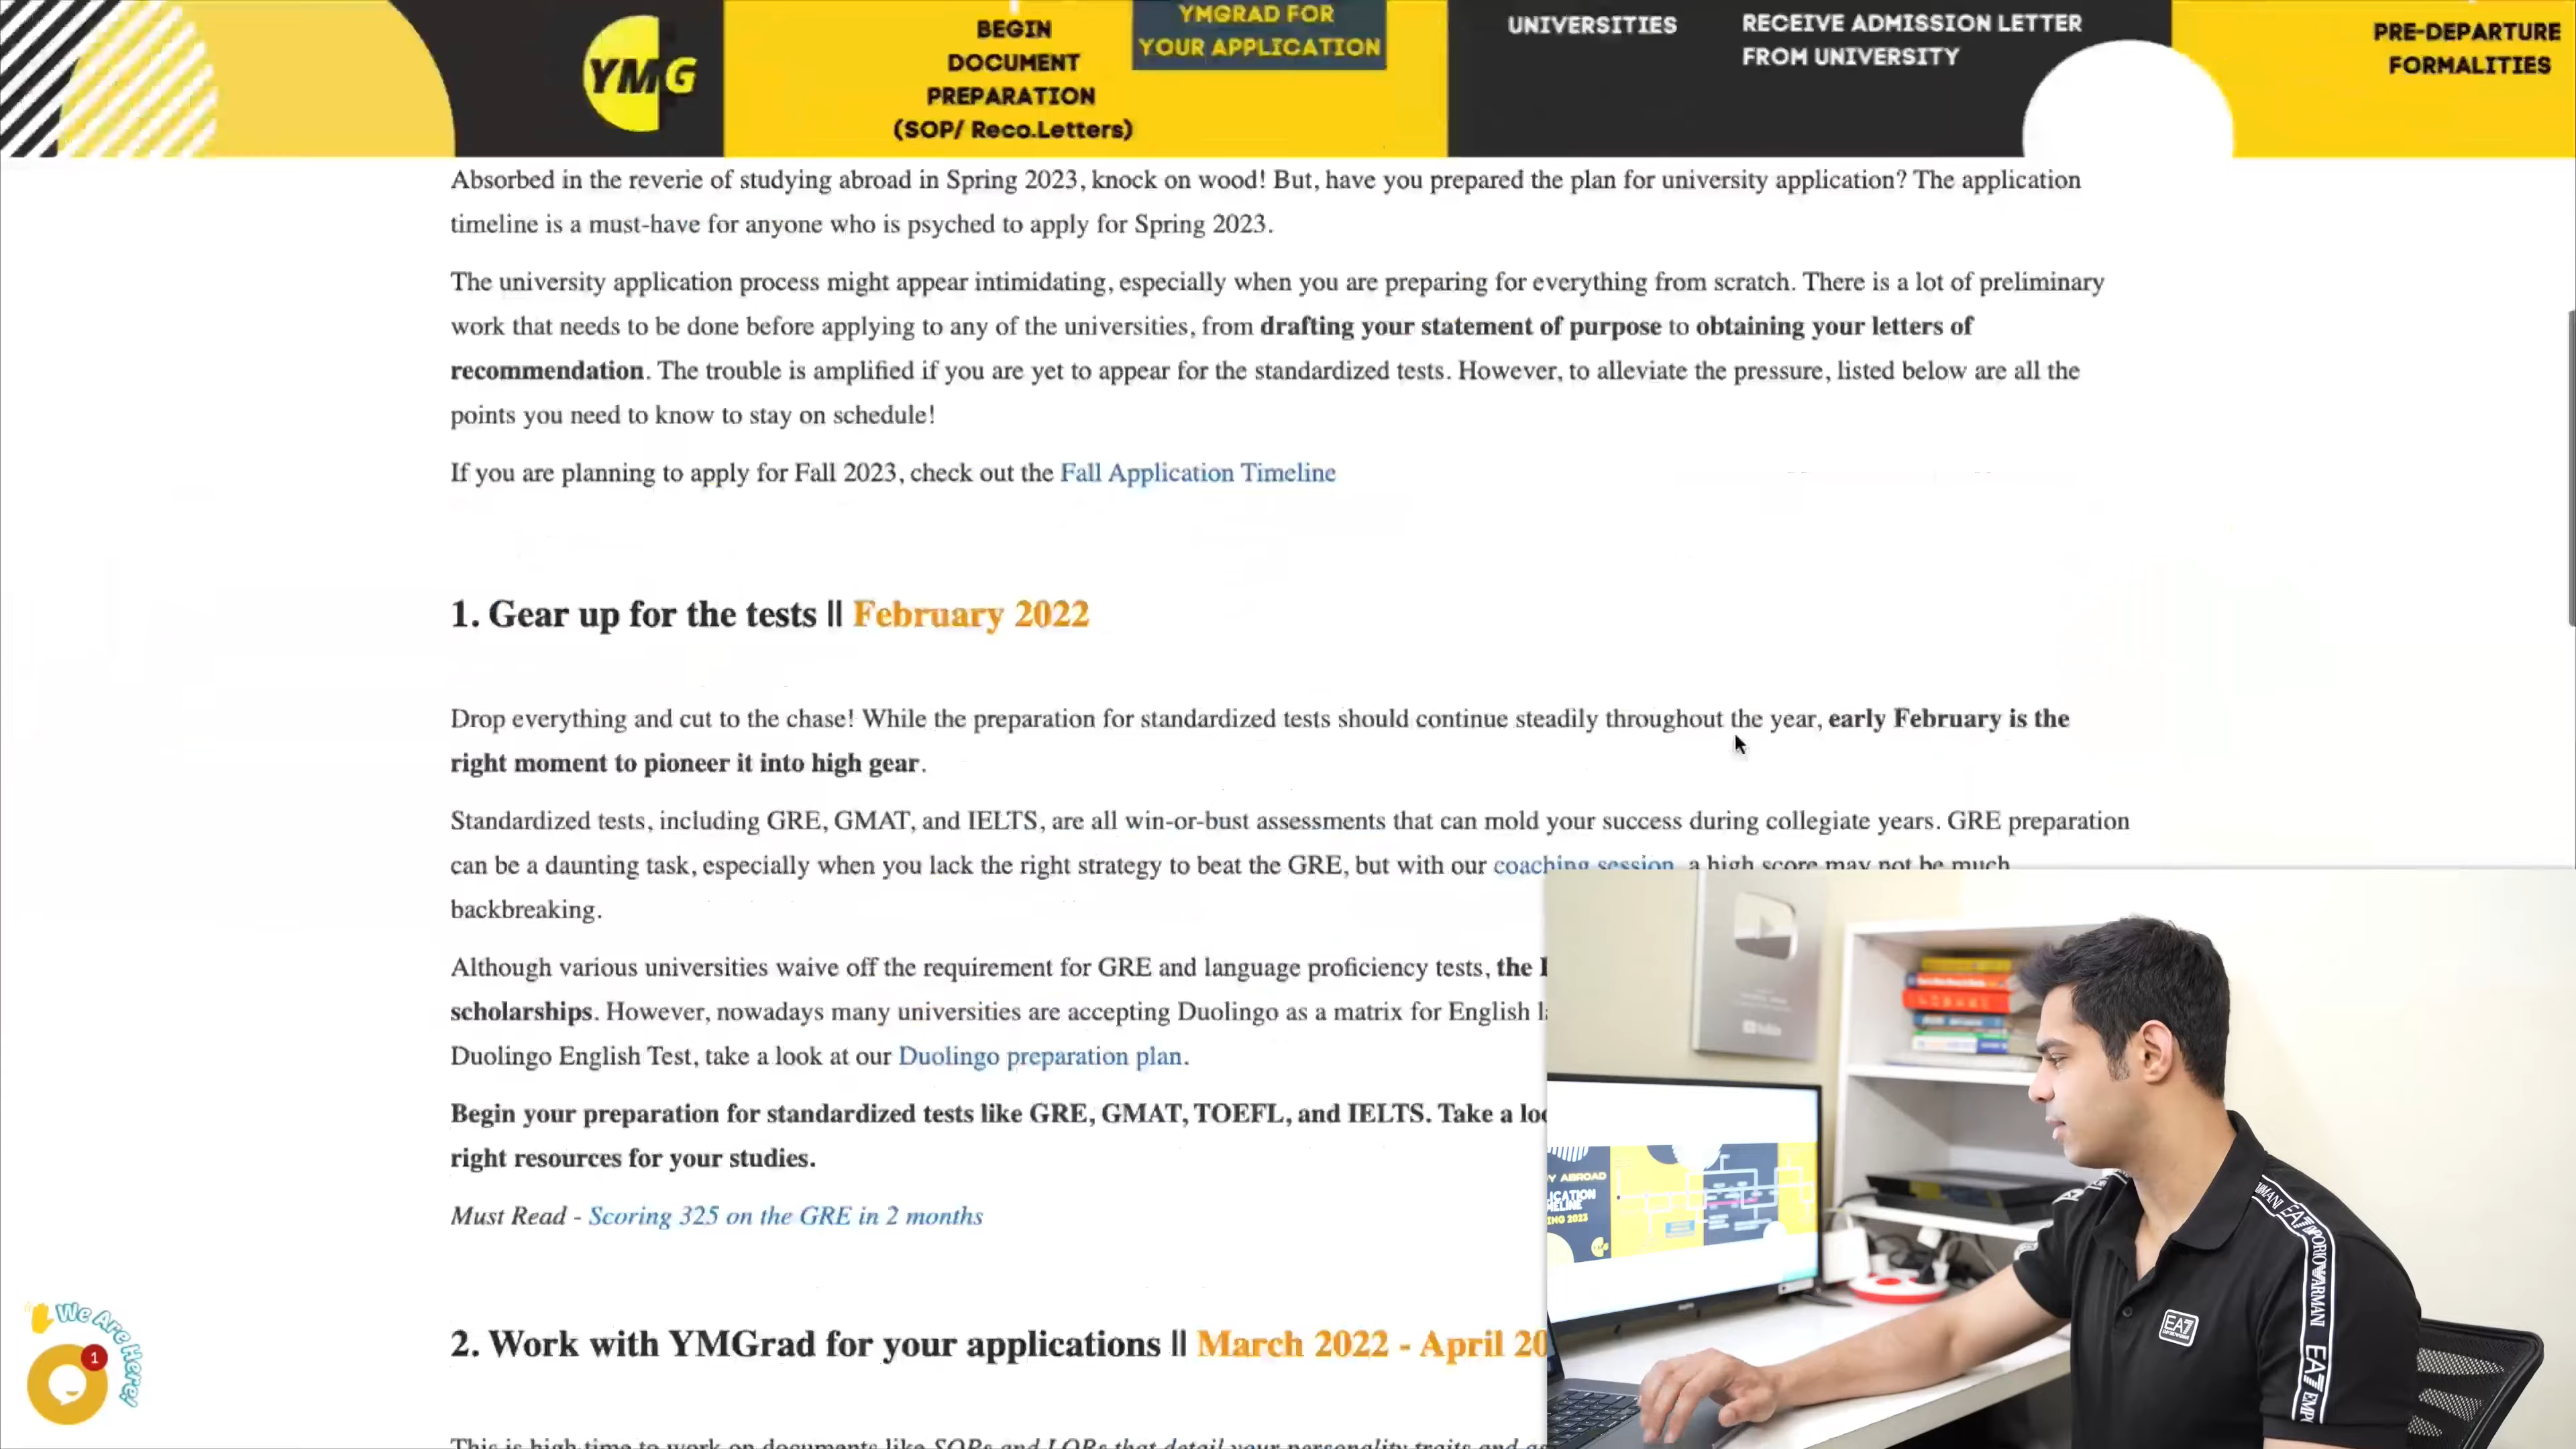 YMGRAD FOR
YOUR APPLICATION
BEGIN
DOCUMENT
PREPARATION
(SOP/ Reco.Letters)
UNIVERSITIES
RECEIVE ADMISSION LETTER
FROM UNIVERSITY
PRE-DEPARTURE
FORMALITIES
YMG
Absorbed in the reverie of studying abroad in Spring 2023, knock on wood! But, have you prepared the plan for university application? The application
timeline is a must-have for anyone who is psyched to apply for Spring 2023.
The university application process might appear intimidating, especially when you are preparing for everything from scratch. There is a lot of preliminary
work that needs to be done before applying to any of the universities, from drafting your statement of purpose to obtaining your letters of
recommendation. The trouble is amplified if you are yet to appear for the standardized tests. However, to alleviate the pressure, listed below are all the
points you need to know to stay on schedule!
If you are planning to apply for Fall 2023, check out the Fall Application Timeline
1. Gear up for the tests || February 2022
Drop everything and cut to the chase! While the preparation for standardized tests should continue steadily throughout the year, early February is the
right moment to pioneer it into high gear.
Standardized tests, including GRE, GMAT, and IELTS, are all win-or-bust assessments that can mold your success during collegiate years. GRE preparation
can be a daunting task, especially when you lack the right strategy to beat the GRE, but with our coaching session, a high score may not be much
backbreaking.
Although various universities waive off the requirement for GRE and language proficiency tests, the
scholarships. However, nowadays many universities are accepting Duolingo as a matrix for English
Duolingo English Test, take a look at our Duolingo preparation plan.
Begin your preparation for standardized tests like GRE, GMAT, TOEFL, and IELTS. Take a
right resources for your studies.
Must Read - Scoring 325 on the GRE in 2 months
2. Work with YMGrad for your applications || March 2022 - April 20
This is high time to work on documents like SOPs and LORs that detail your personality traits and
We Are Here!
1
Y ABROAD
ICATION
ELINE
ING 2023
YouTube
EA7
EMPORIO ARMANI
EA7